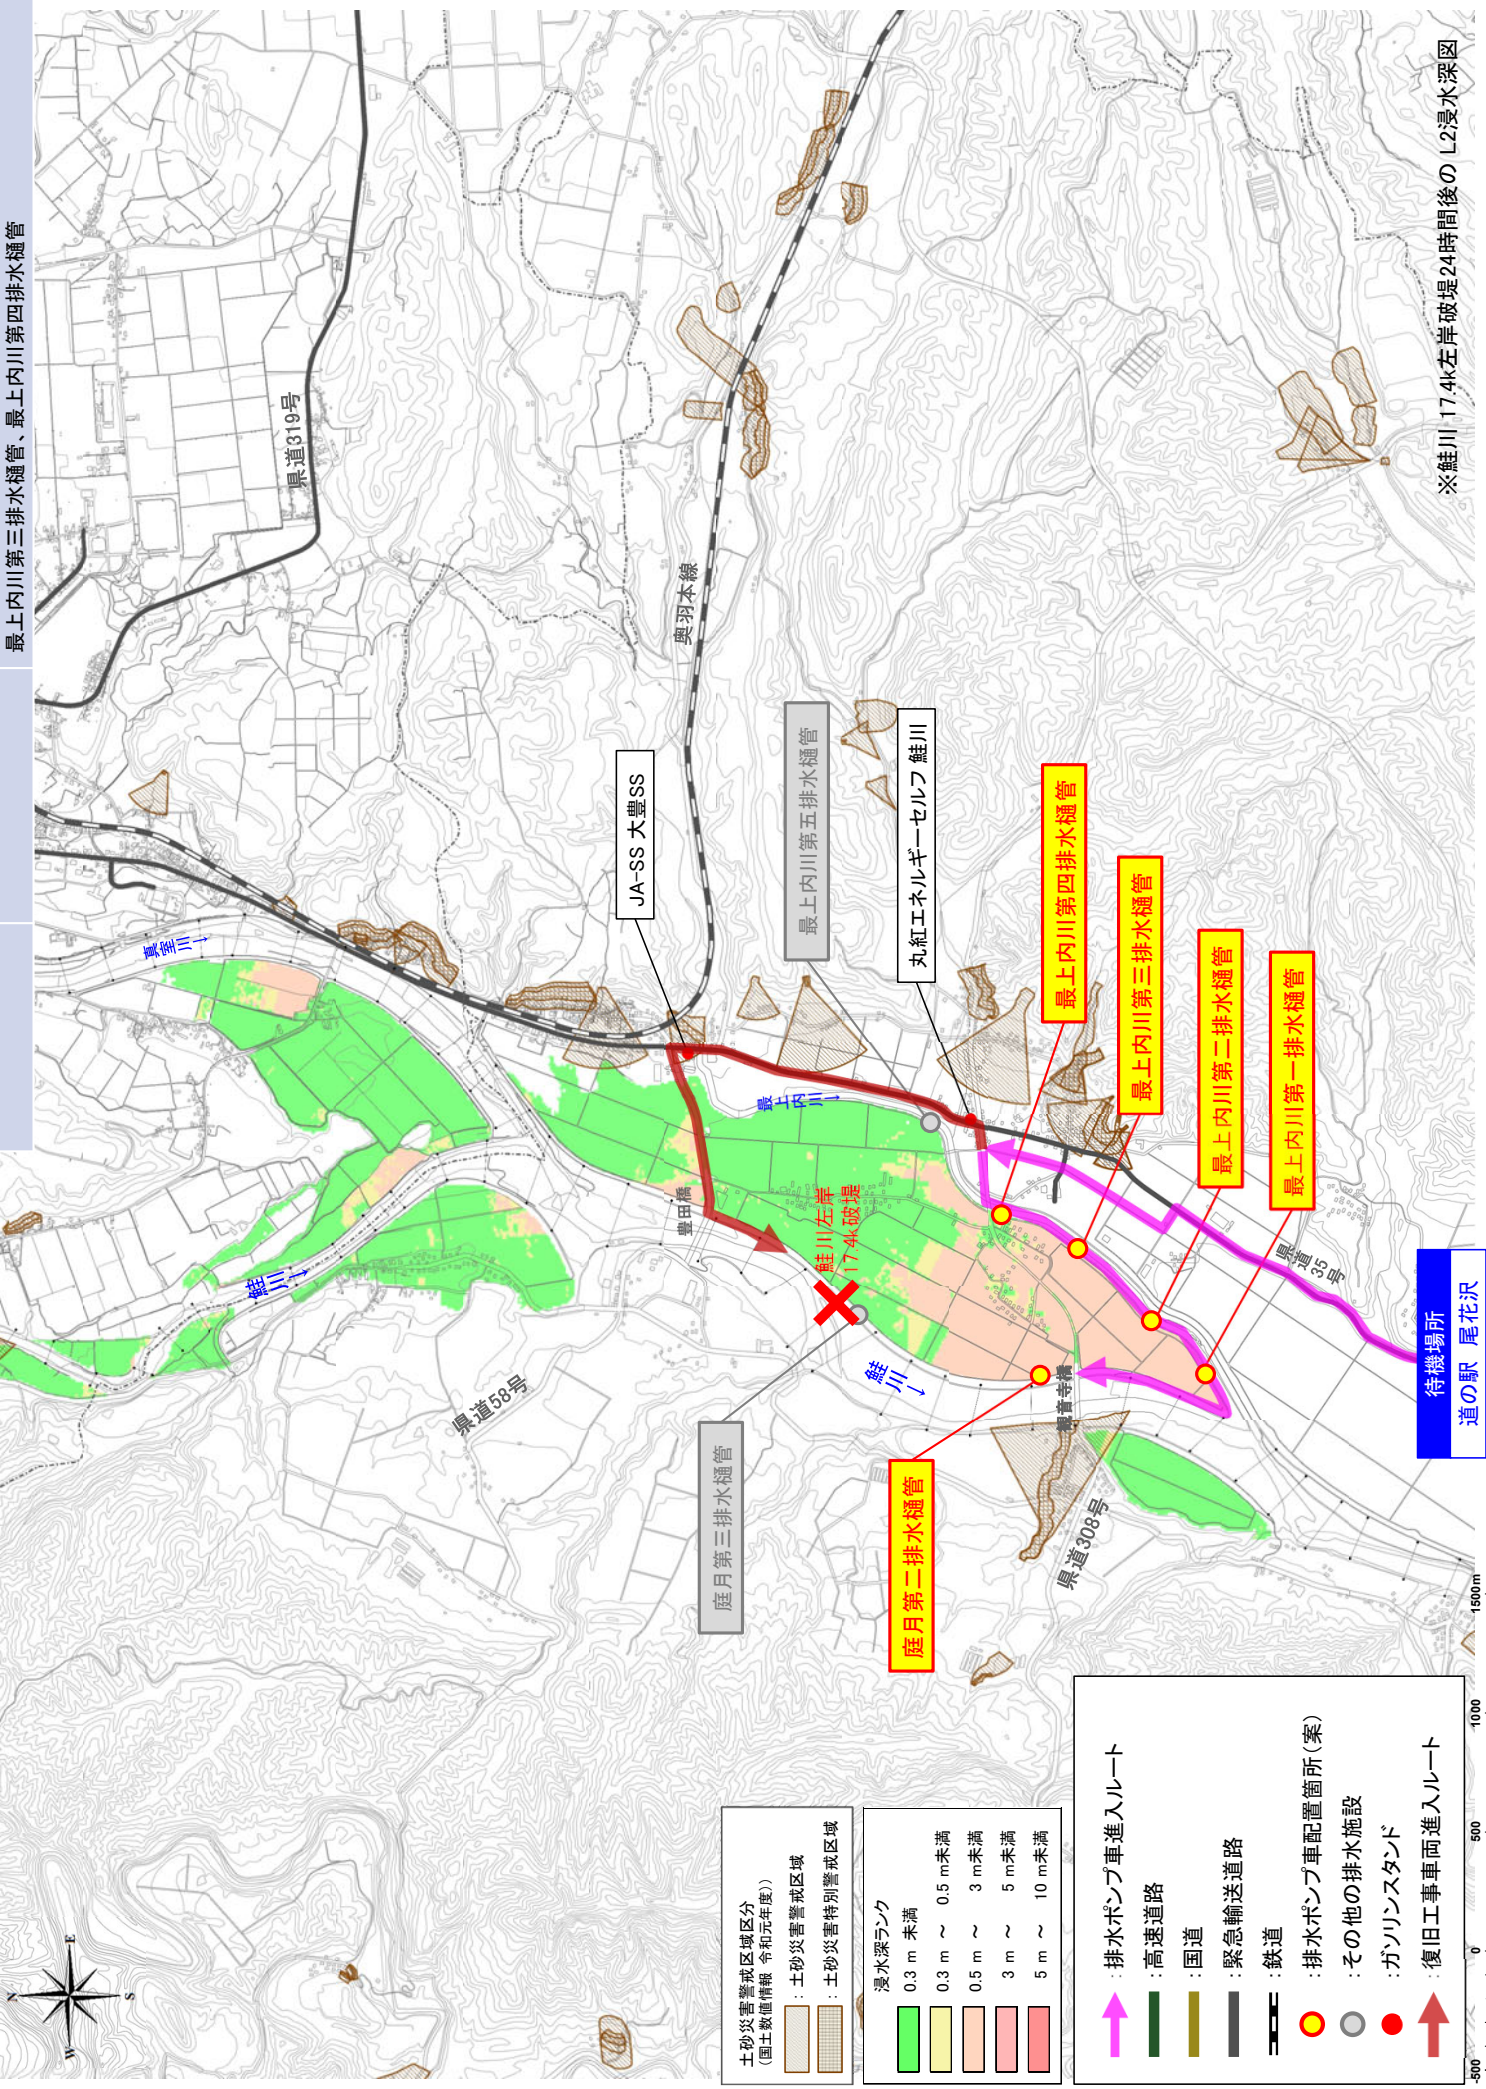 最上内川第三排水樋管、最上内川第四排水樋管
県道319号
奥羽本線
真室川
↓
JA-SS 大豊SS
最上内川第五排水樋管
丸紅エネルギーセルフ 鮭川
最上内川第四排水樋管
最上内川第三排水樋管
最上内川第二排水樋管
最上内川第一排水樋管
最上内川
↓
豊田橋
鮭川左岸
17.4k破堤
鮭川
↓
鮭川
↓
県道58号
庭月第三排水樋管
庭月第二排水樋管
観音寺橋
県道308号
県道35号
待機場所
道の駅 尾花沢
※鮭川 17.4k左岸破堤24時間後の L2浸水深図
N
W
E
S
土砂災害警戒区域区分
(国土数値情報 令和元年度))
：土砂災害警戒区域
：土砂災害特別警戒区域
浸水深ランク
0.3 m 未満
0.3 m ～ 0.5 m未満
0.5 m ～ 3 m未満
3 m ～ 5 m未満
5 m ～ 10 m未満
：排水ポンプ車進入ルート
：高速道路
：国道
：緊急輸送道路
：鉄道
：排水ポンプ車配置箇所(案)
：その他の排水施設
：ガソリンスタンド
：復旧工事車両進入ルート
-500 0 500 1000 1500m